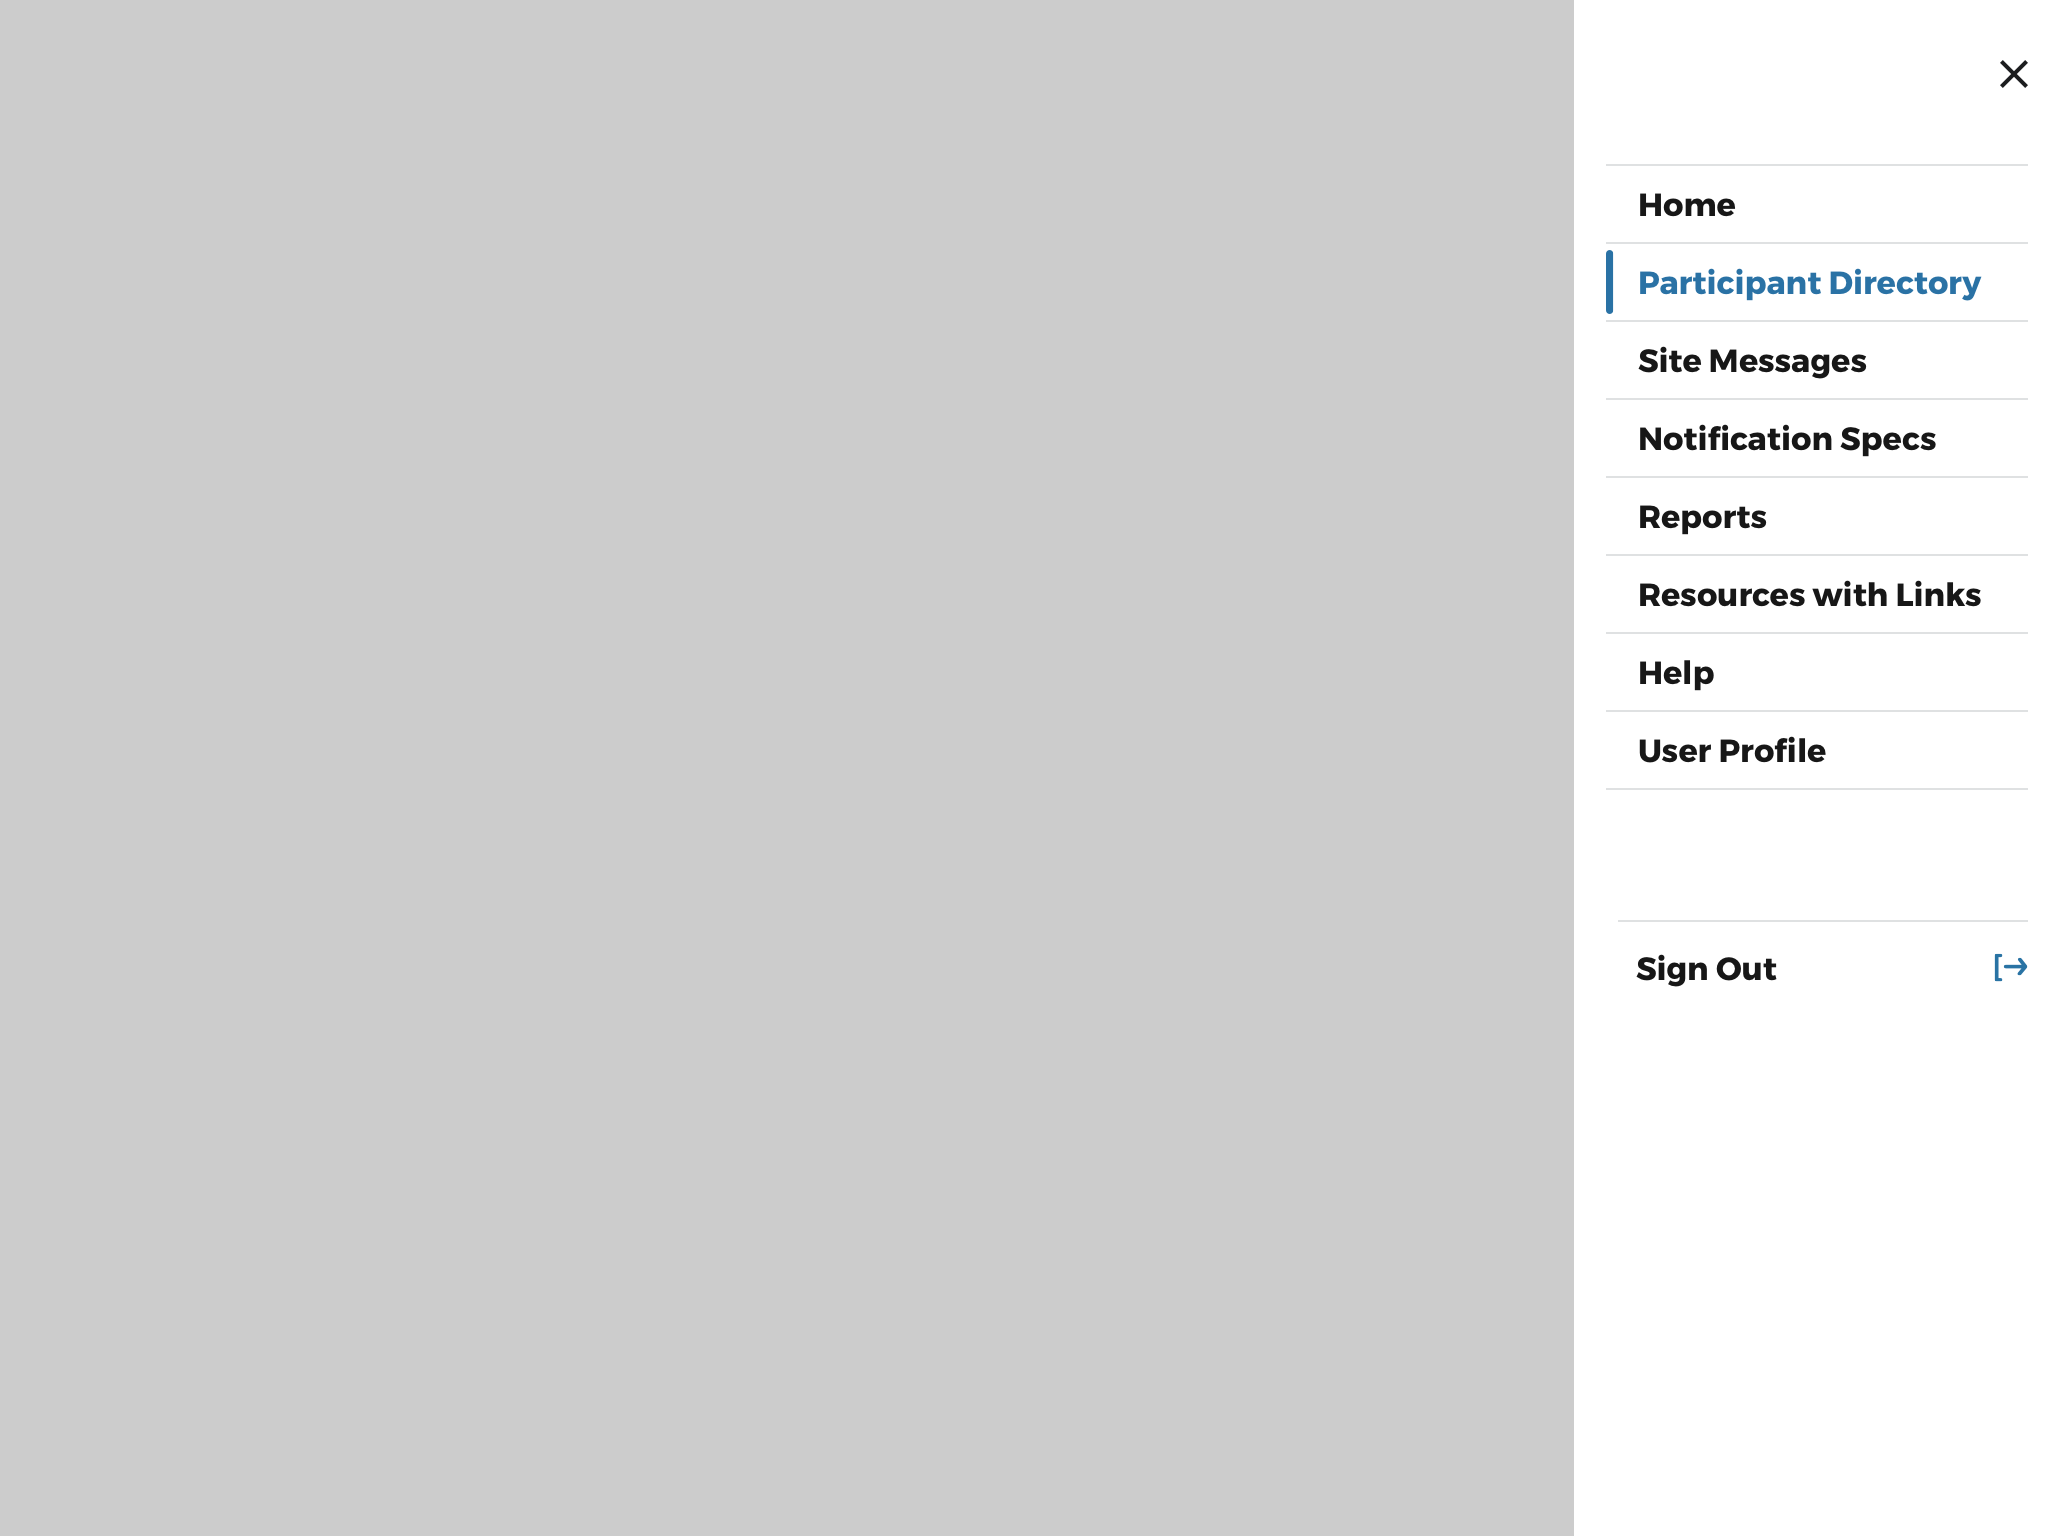 Home
Participant Directory
Site Messages
Notification Specs
Reports
Resources with Links
Help
User Profile
Sign Out